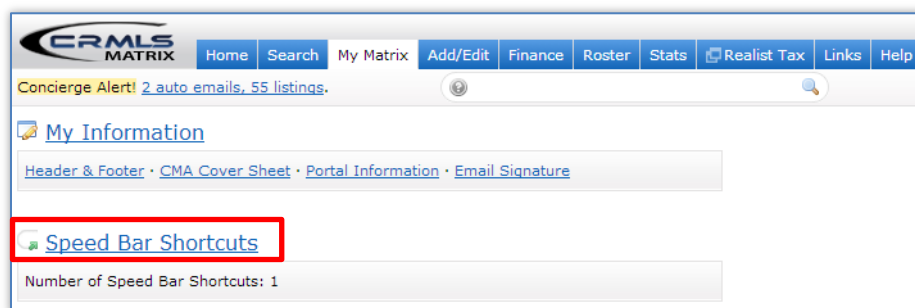 CRMLS
MATRIX
Home Search My Matrix Add/Edit Finance Roster Stats Realist Tax Links Help
Concierge Alert! 2 auto emails, 55 listings.
My Information
Header & Footer · CMA Cover Sheet · Portal Information · Email Signature
Speed Bar Shortcuts
Number of Speed Bar Shortcuts: 1